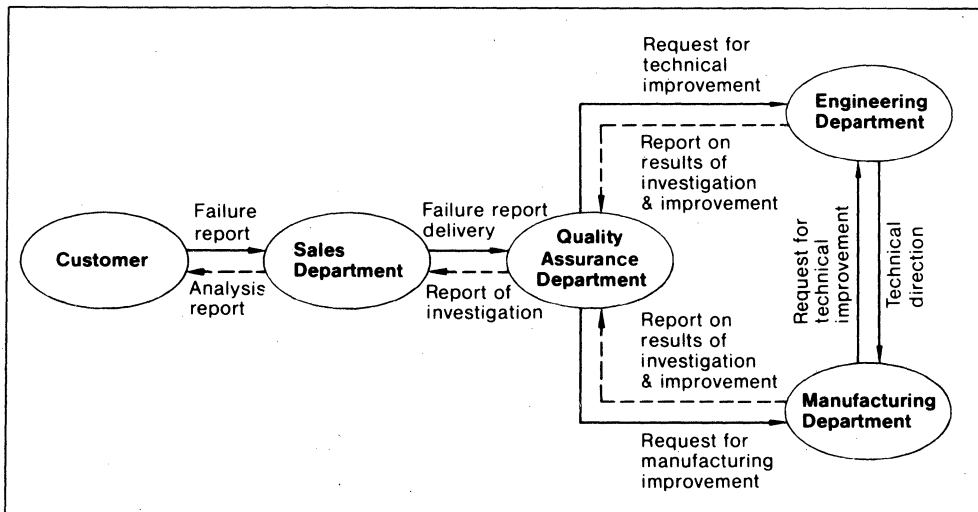 Request for
technical
improvement
Engineering
Department
Report on
results of
investigation
& improvement
Failure
report
Failure report
delivery
Customer
Sales
Department
Quality
Assurance
Department
Analysis
report
Report of
investigation
Request for
technical
improvement
Technical
direction
Report on
results of
investigation
& improvement
Manufacturing
Department
Request for
manufacturing
improvement